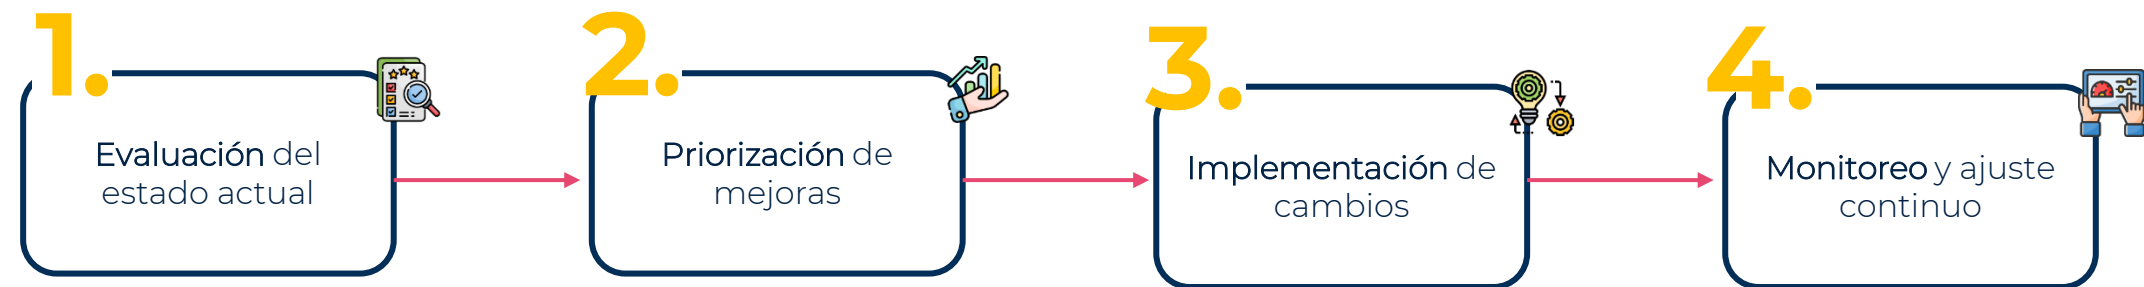 1.
Evaluación del
estado actual
2.
Priorización de
mejoras
3.
Implementación de
cambios
4.
Monitoreo y ajuste
continuo